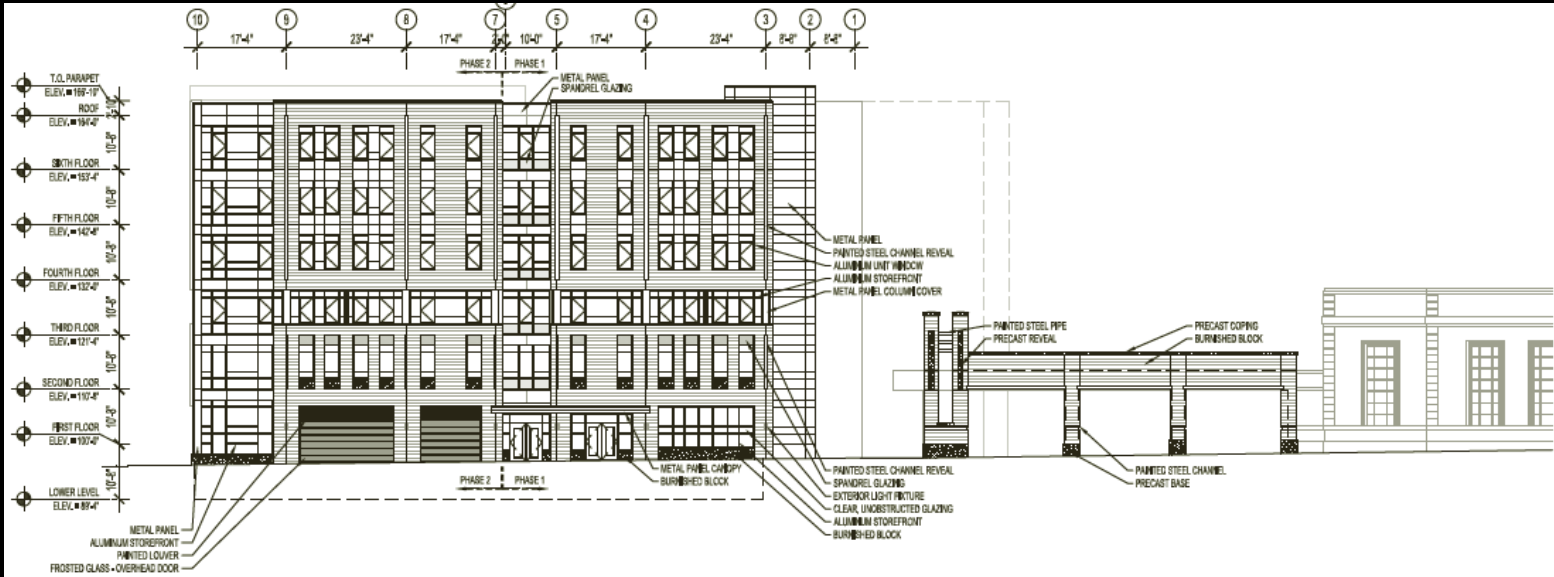 10 9 8 7 5 4 3 2 1
17'-4" 23'-4" 17'-4" 2'-0" 10'-0" 17'-4" 23'-4" 8'-8" 8'-8"
PHASE 2 PHASE 1
METAL PANEL
SPANDREL GLAZING
T.O. PARAPET
ELEV. = 166'-10"
2'-10"
ROOF
ELEV. = 164'-0"
10'-8"
SIXTH FLOOR
ELEV. = 153'-4"
10'-8"
FIFTH FLOOR
ELEV. = 142'-8"
10'-8"
FOURTH FLOOR
ELEV. = 132'-0"
10'-8"
THIRD FLOOR
ELEV. = 121'-4"
10'-8"
SECOND FLOOR
ELEV. = 110'-8"
10'-8"
FIRST FLOOR
ELEV. = 100'-0"
10'-8"
LOWER LEVEL
ELEV. = 89'-4"
METAL PANEL
PAINTED STEEL CHANNEL REVEAL
ALUMINUM UNIT WINDOW
ALUMINUM STOREFRONT
METAL PANEL COLUMN COVER
PAINTED STEEL PIPE
PRECAST REVEAL
PRECAST COPING
BURNISHED BLOCK
METAL PANEL CANOPY
BURNISHED BLOCK
PHASE 2 PHASE 1
PAINTED STEEL CHANNEL REVEAL
SPANDREL GLAZING
EXTERIOR LIGHT FIXTURE
CLEAR, UNOBSTRUCTED GLAZING
ALUMINUM STOREFRONT
BURNISHED BLOCK
PAINTED STEEL CHANNEL
PRECAST BASE
METAL PANEL
ALUMINUM STOREFRONT
PAINTED LOUVER
FROSTED GLASS - OVERHEAD DOOR